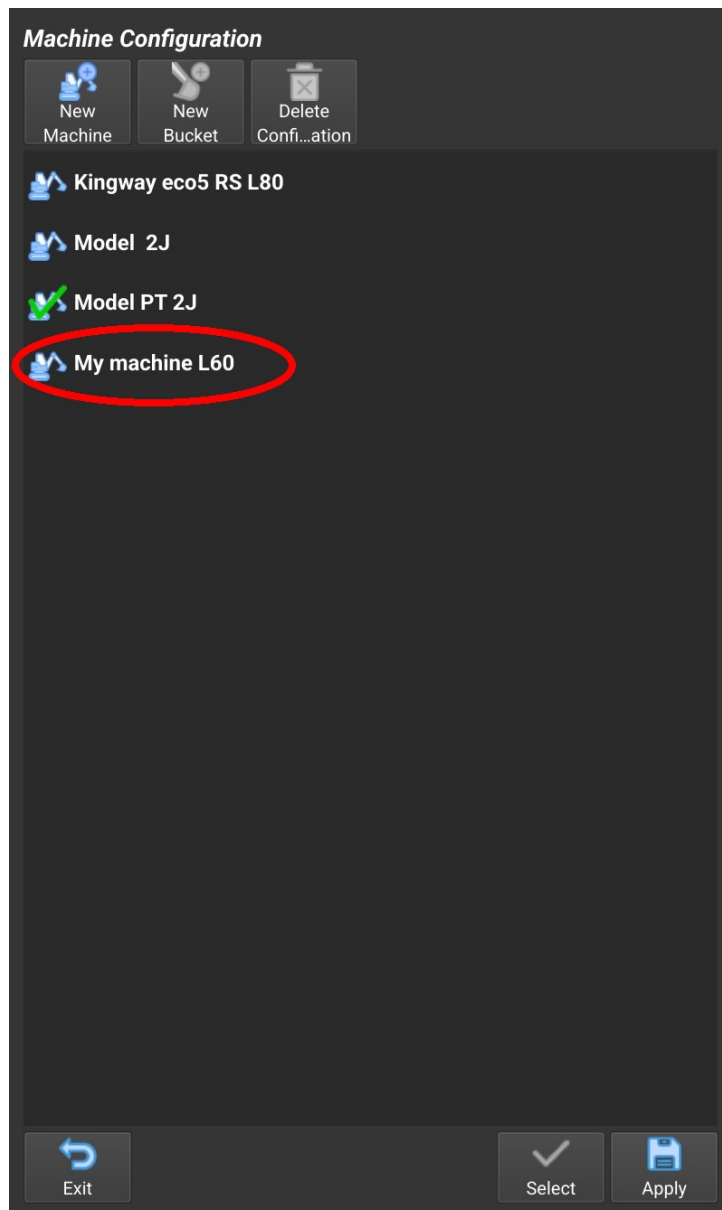 Machine Configuration
New Machine
New Bucket
Delete Confi...ation
Kingway eco5 RS L80
Model  2J
Model PT 2J
My machine L60
Exit
Select
Apply